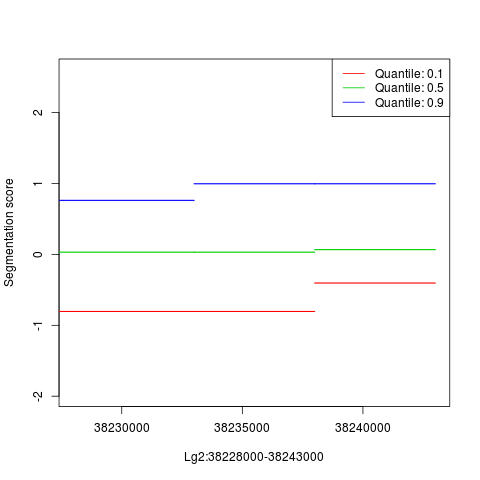 Quantile: 0.1
Quantile: 0.5
Quantile: 0.9
Segmentation score
2
1
0
-1
-2
38230000 38235000 38240000
Lg2:38228000-38243000